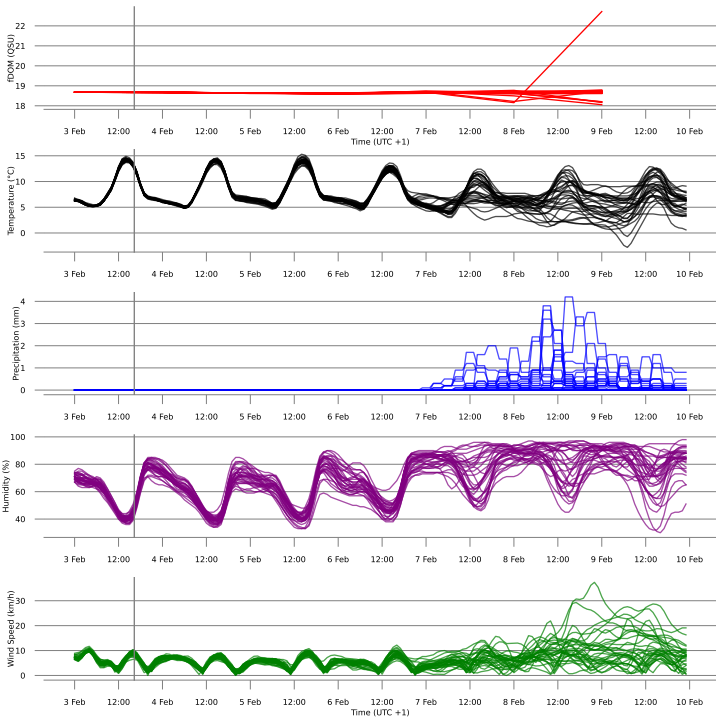 fDOM (QSU)
22
21
20
19
18
3 Feb 12:00 4 Feb 12:00 5 Feb 12:00 6 Feb 12:00 7 Feb 12:00 8 Feb 12:00 9 Feb 12:00 10 Feb
Time (UTC +1)
Temperature (°C)
15
10
5
0
3 Feb 12:00 4 Feb 12:00 5 Feb 12:00 6 Feb 12:00 7 Feb 12:00 8 Feb 12:00 9 Feb 12:00 10 Feb
Precipitation (mm)
4
3
2
1
0
3 Feb 12:00 4 Feb 12:00 5 Feb 12:00 6 Feb 12:00 7 Feb 12:00 8 Feb 12:00 9 Feb 12:00 10 Feb
Humidity (%)
100
80
60
40
3 Feb 12:00 4 Feb 12:00 5 Feb 12:00 6 Feb 12:00 7 Feb 12:00 8 Feb 12:00 9 Feb 12:00 10 Feb
Wind Speed (km/h)
30
20
10
0
3 Feb 12:00 4 Feb 12:00 5 Feb 12:00 6 Feb 12:00 7 Feb 12:00 8 Feb 12:00 9 Feb 12:00 10 Feb
Time (UTC +1)